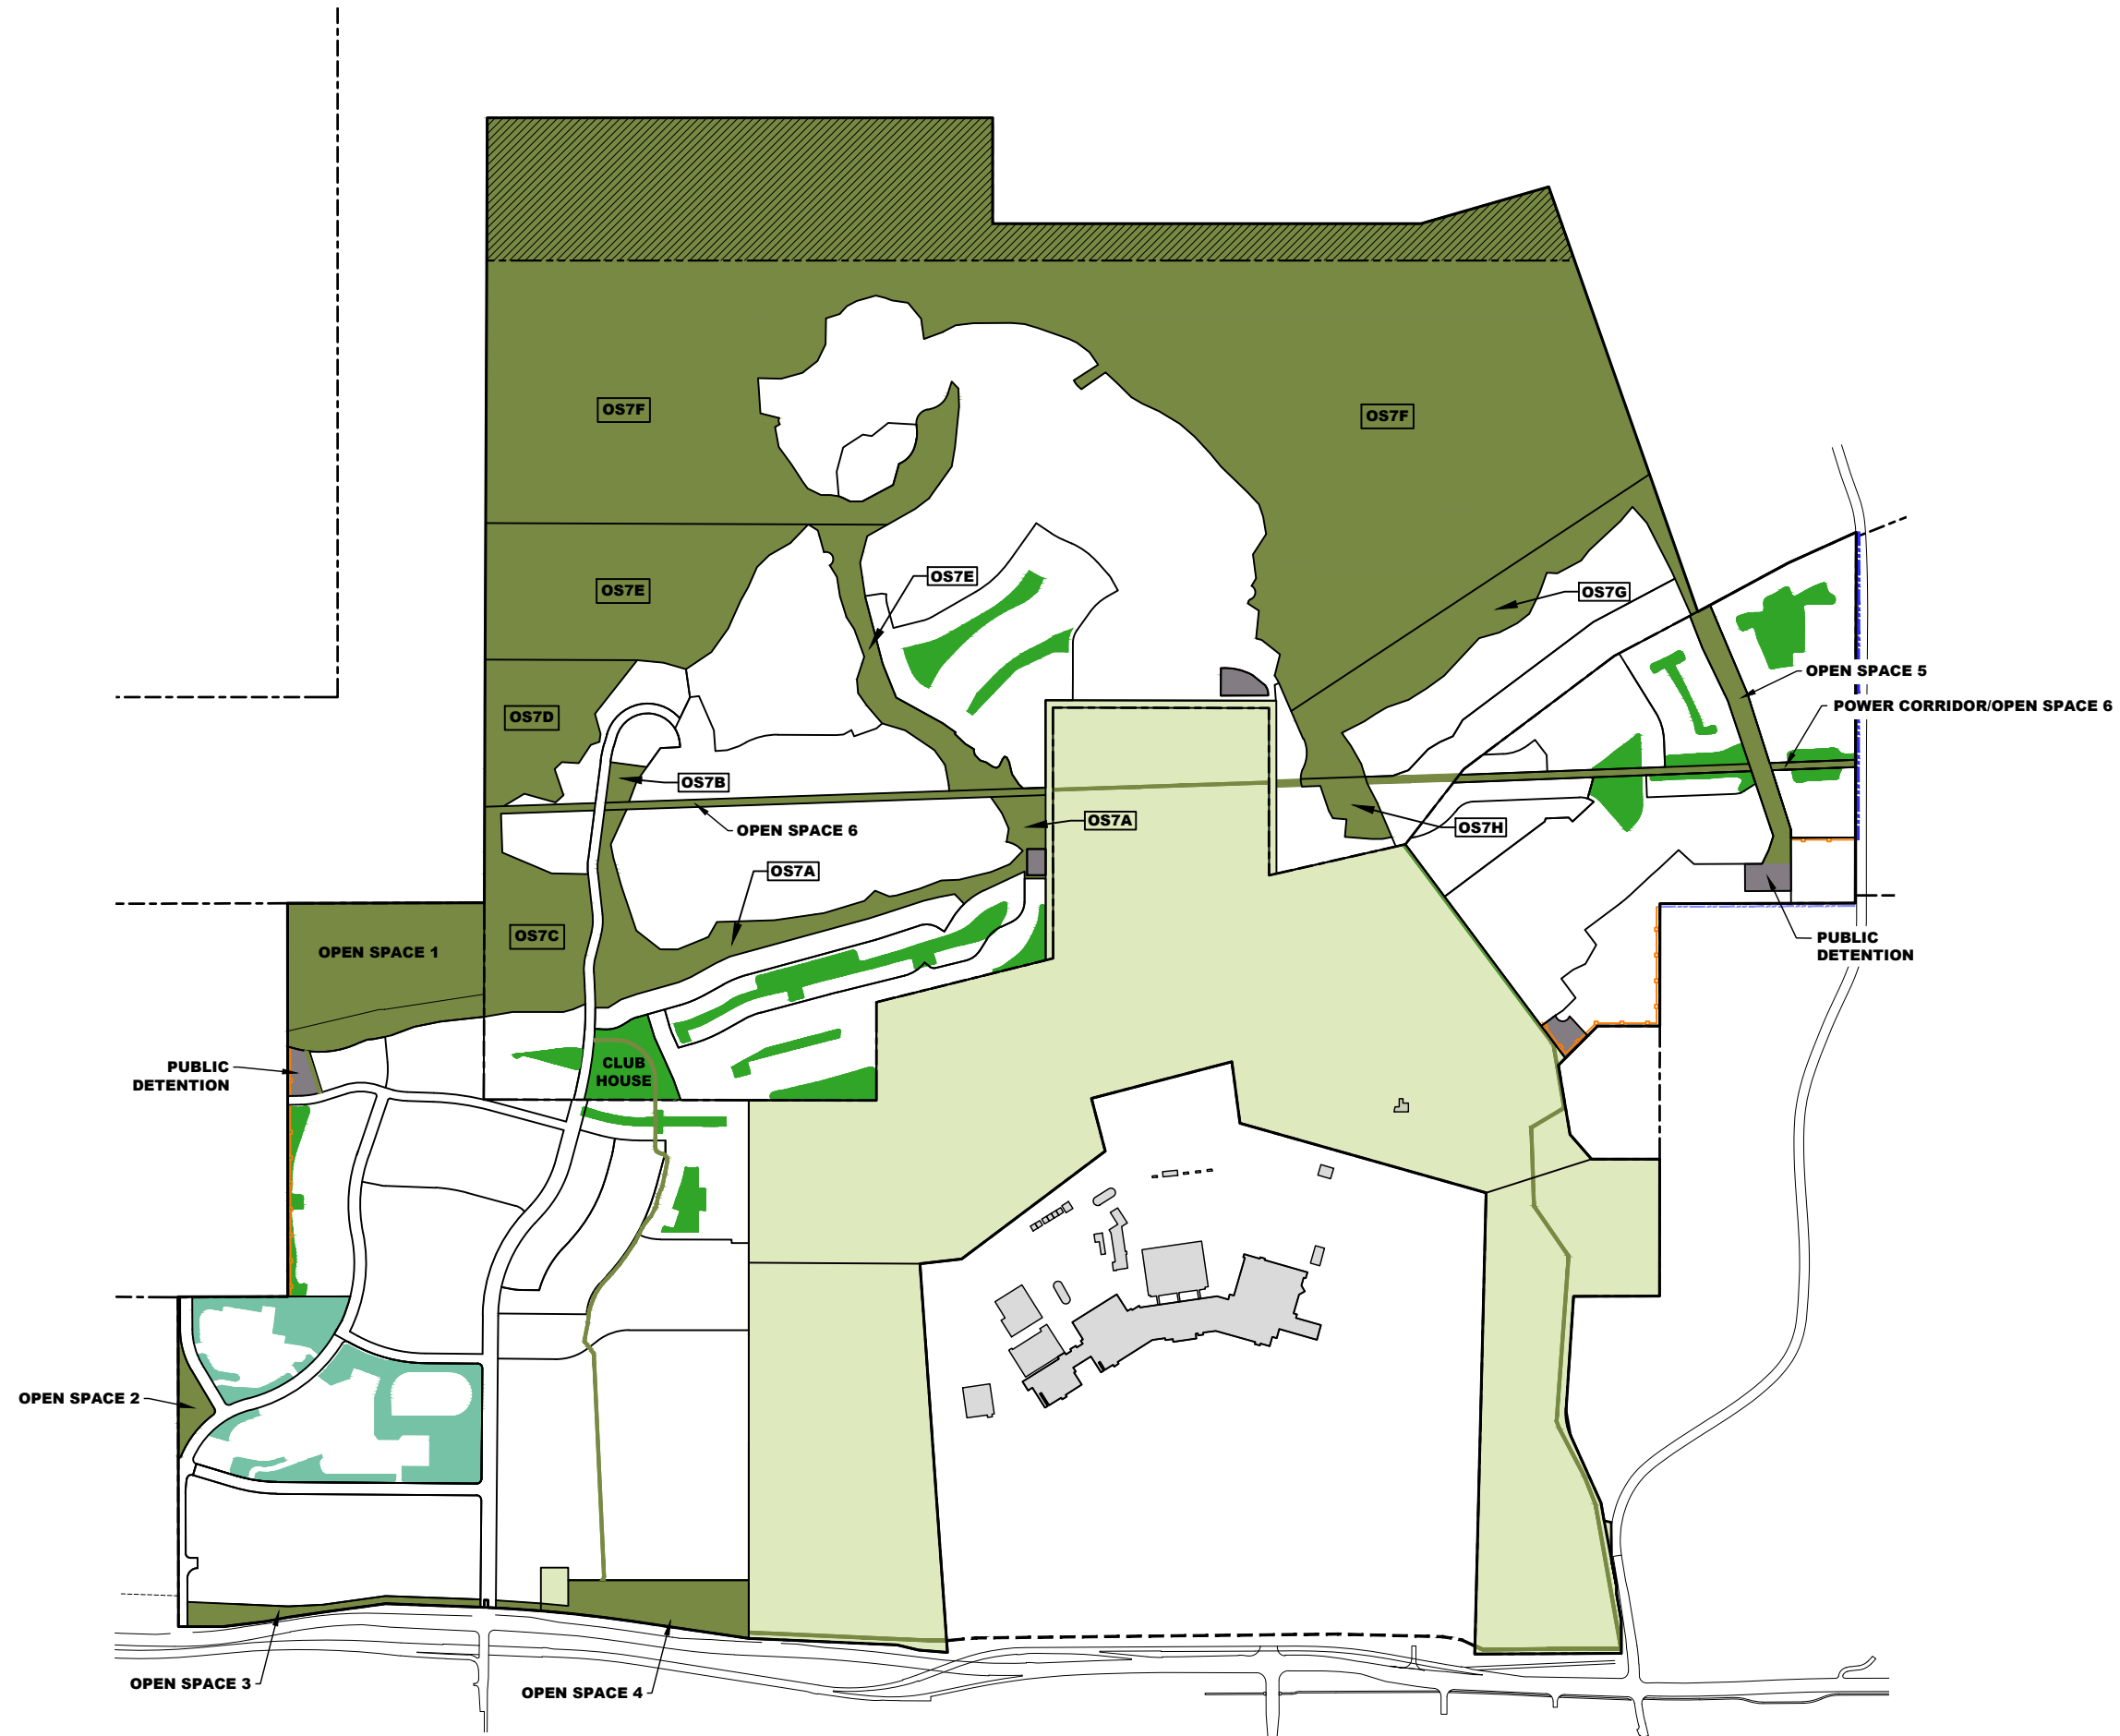 OS7F
OS7F
OS7E
OS7E
OS7G
OPEN SPACE 5
POWER CORRIDOR/OPEN SPACE 6
OS7D
OS7B
OPEN SPACE 6
OS7A
OS7H
OS7A
OS7C
OPEN SPACE 1
PUBLIC
DETENTION
PUBLIC
DETENTION
CLUB
HOUSE
OPEN SPACE 2
OPEN SPACE 3
OPEN SPACE 4